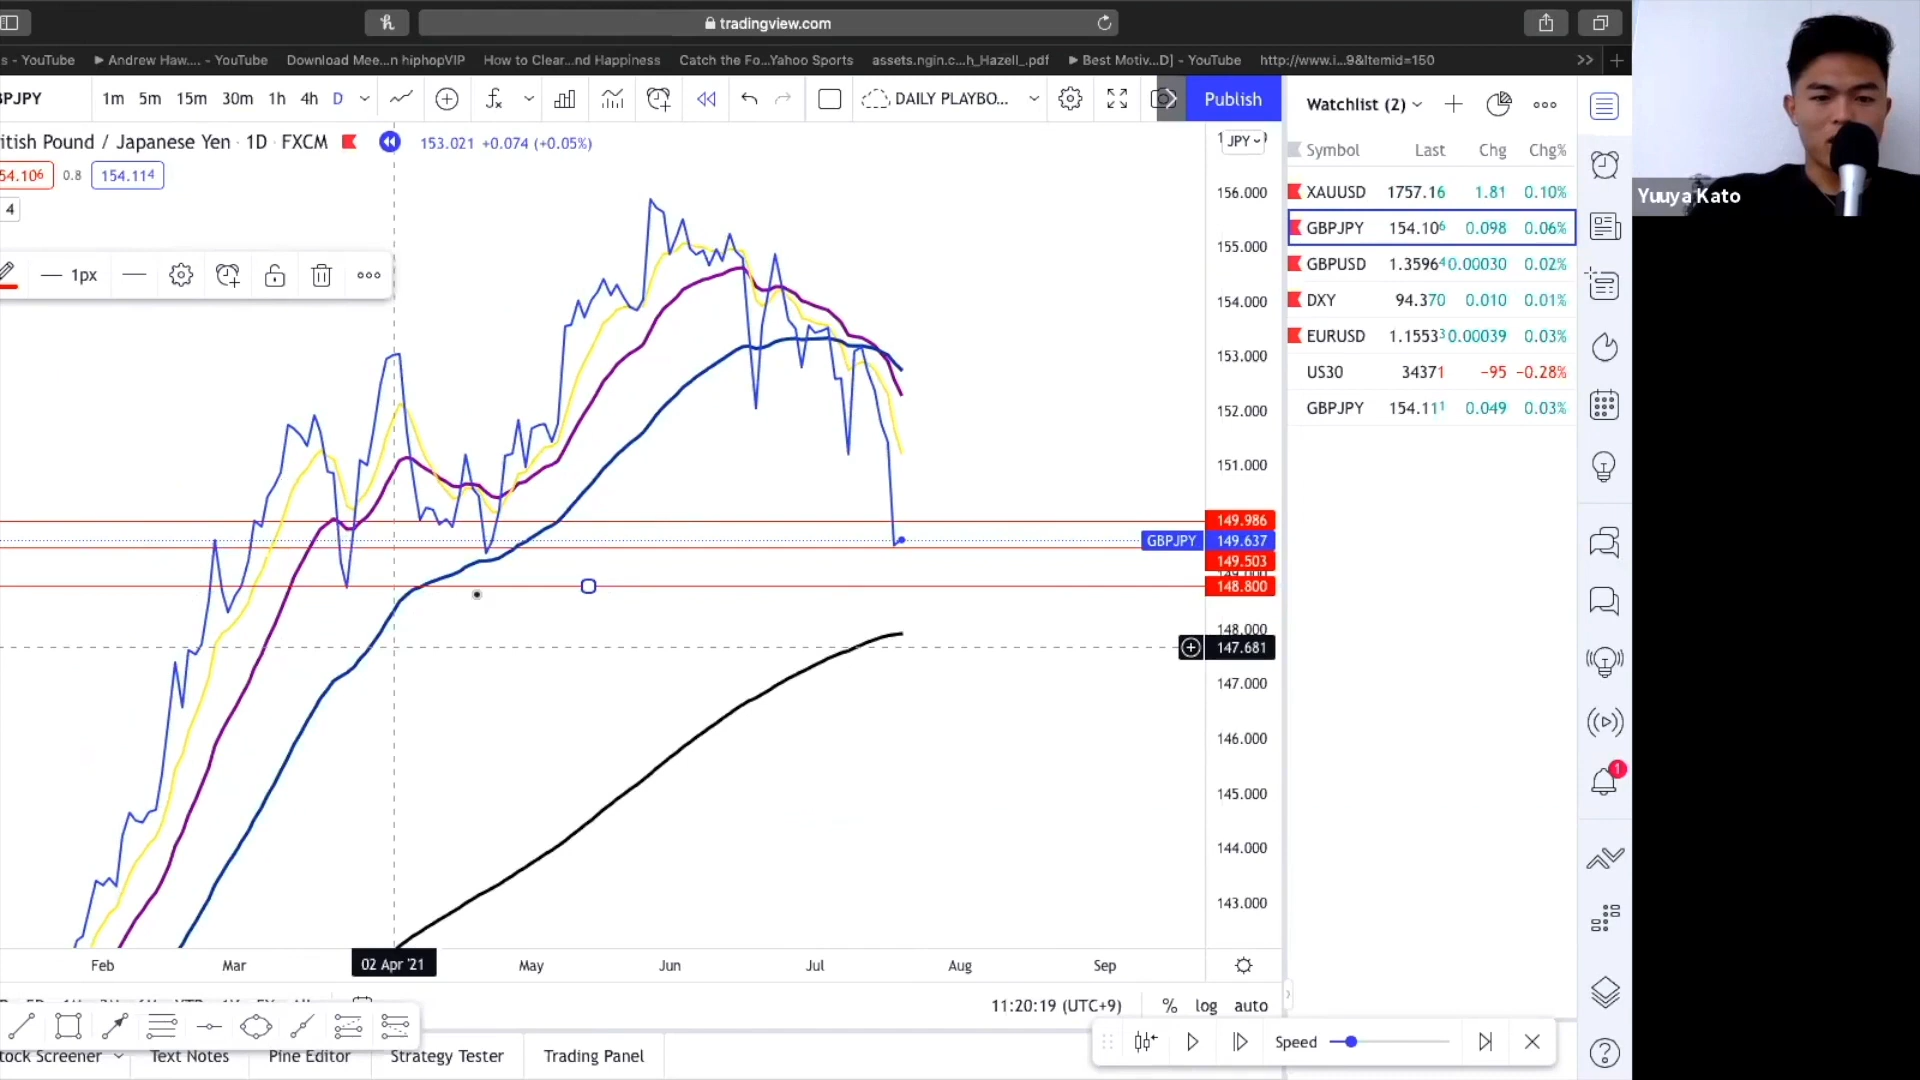 tradingview.com
s - YouTube
Andrew Haw.... - YouTube
Download Mee...n hiphopVIP
How to Clear...nd Happiness
Catch the Fo...Yahoo Sports
assets.ngin.c...h_Hazell_.pdf
Best Motiv...D] - YouTube
http://www.i...9&Itemid=150
PJPY
1m 5m 15m 30m 1h 4h D
DAILY PLAYBO...
Publish
itish Pound / Japanese Yen · 1D · FXCM
153.021 +0.074 (+0.05%)
54.106
0.8
154.114
4
1px
JPY
156.000
155.000
154.000
153.000
152.000
151.000
149.986
GBPJPY 149.637
149.503
148.800
148.000
147.681
147.000
146.000
145.000
144.000
143.000
Feb
Mar
02 Apr '21
May
Jun
Jul
Aug
Sep
11:20:19 (UTC+9)
% log auto
Speed
tock Screener
Text Notes
Pine Editor
Strategy Tester
Trading Panel
Watchlist (2)
Symbol Last Chg Chg%
XAUUSD 1757.16 1.81 0.10%
GBPJPY 154.106 0.098 0.06%
GBPUSD 1.35964 0.00030 0.02%
DXY 94.370 0.010 0.01%
EURUSD 1.15533 0.00039 0.03%
US30 34371 −95 −0.28%
GBPJPY 154.111 0.049 0.03%
1
Yuuya Kato